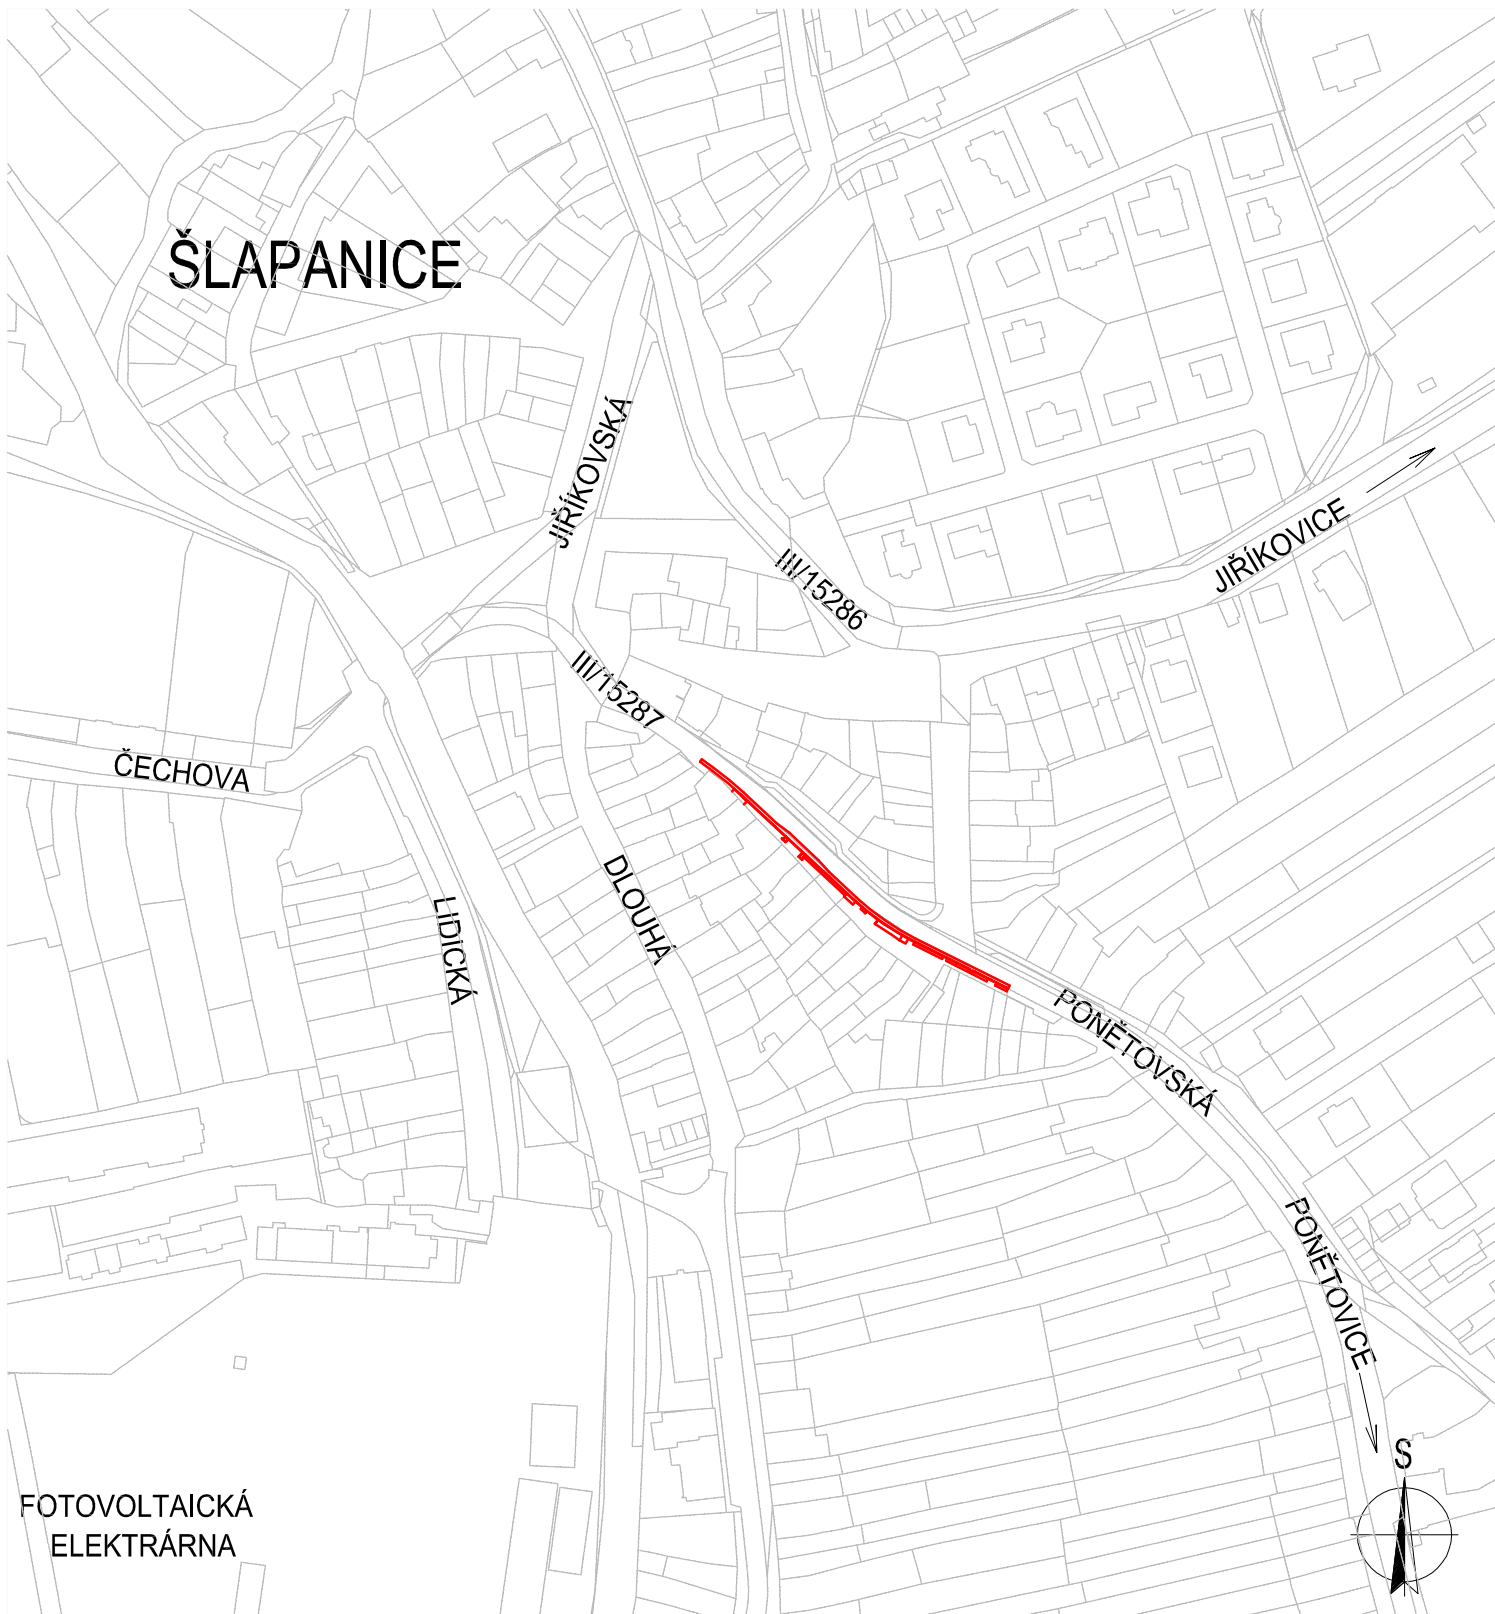 ŠLAPANICE
JIŘÍKOVSKÁ
JIŘÍKOVICE
III/15286
III/15287
ČECHOVA
DLOUHÁ
LIDICKÁ
PONĚTOVSKÁ
PONĚTOVICE
S
FOTOVOLTAICKÁ
ELEKTRÁRNA